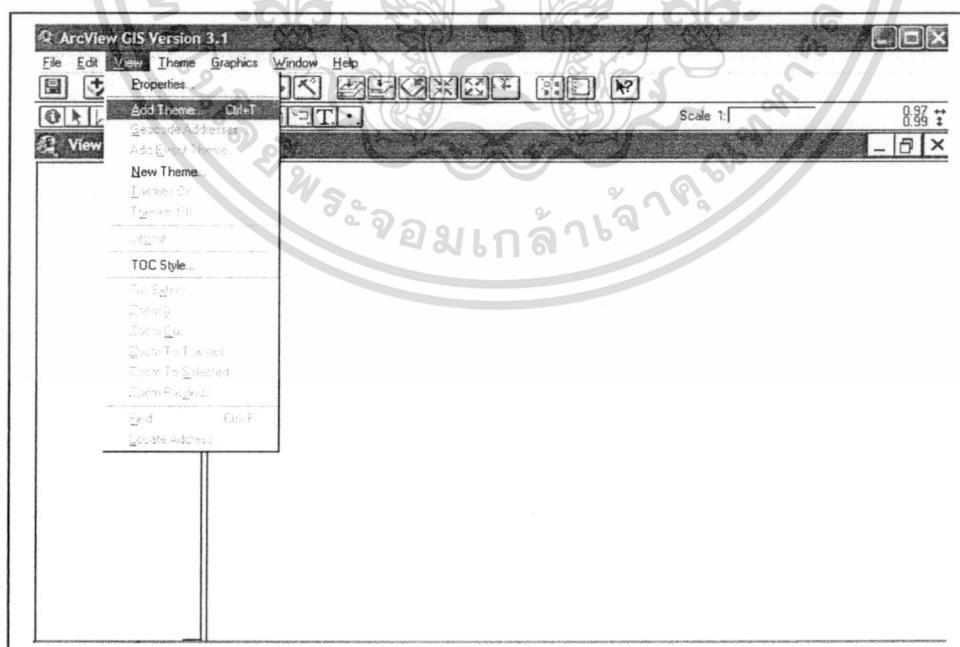 ArcView GIS Version 3.1
File Edit View Theme Graphics Window Help
Properties...
Add Theme... Ctrl+T
Geocode Addresses
Add Event Theme...
New Theme...
Themes On
Themes Off
Layout
TOC Style...
Full Extent
Zoom In
Zoom Out
Zoom To Themes
Zoom To Selected
Zoom Previous
Find Ctrl+F
Locate Address...
Scale 1:
0.97
0.99
View
พระจอมเกล้าเจ้าคุณทหาร